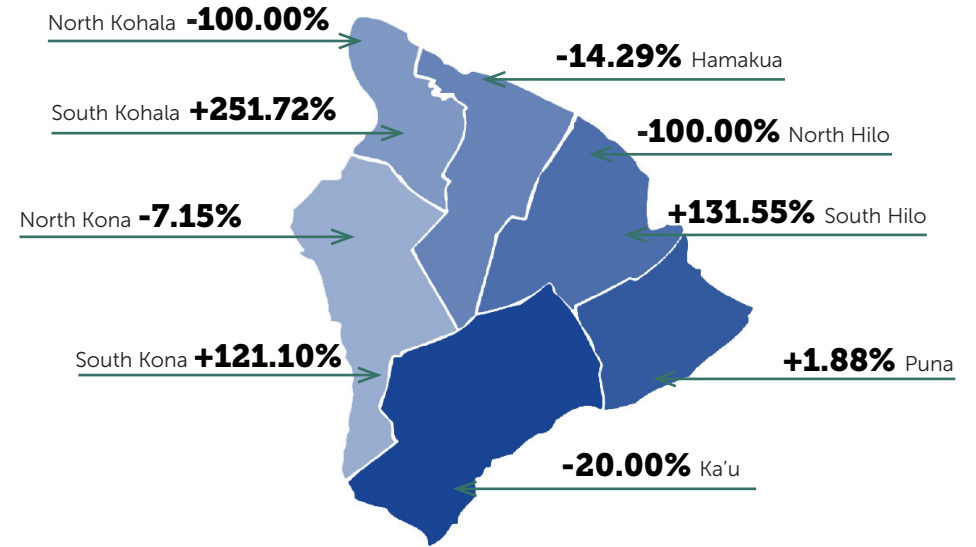 North Kohala -100.00%
-14.29% Hamakua
South Kohala +251.72%
-100.00% North Hilo
North Kona -7.15%
+131.55% South Hilo
South Kona +121.10%
+1.88% Puna
-20.00% Ka’u